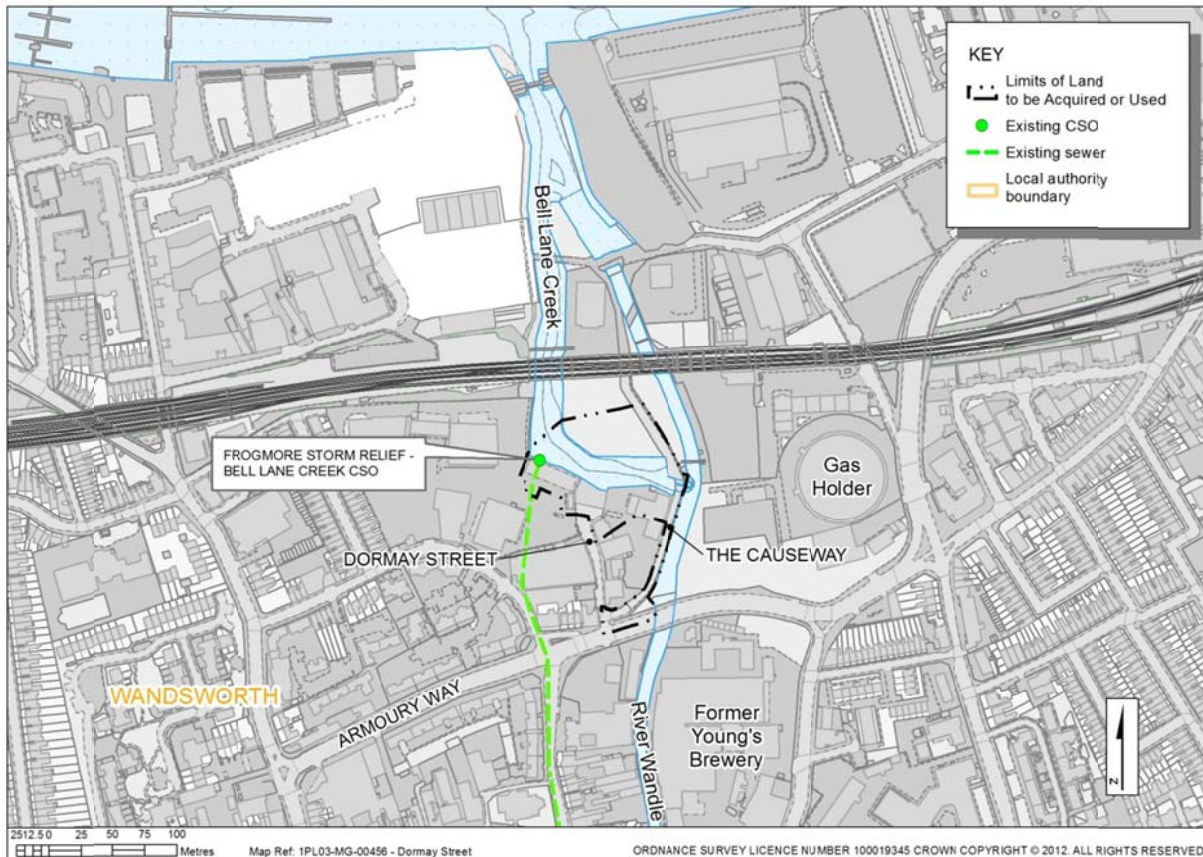 KEY
Limits of Land
to be Acquired or Used
Existing CSO
Existing sewer
Local authority
boundary
Bell Lane Creek
FROGMORE STORM RELIEF -
BELL LANE CREEK CSO
Gas
Holder
DORMAY STREET
THE CAUSEWAY
WANDSWORTH
ARMOURY WAY
River Wandle
Former
Young's
Brewery
N
2512.5 0 25 50 75 100
Metres
Map Ref: 1PL03-MG-00456 - Dormay Street
ORDNANCE SURVEY LICENCE NUMBER 100019345 CROWN COPYRIGHT © 2012. ALL RIGHTS RESERVED